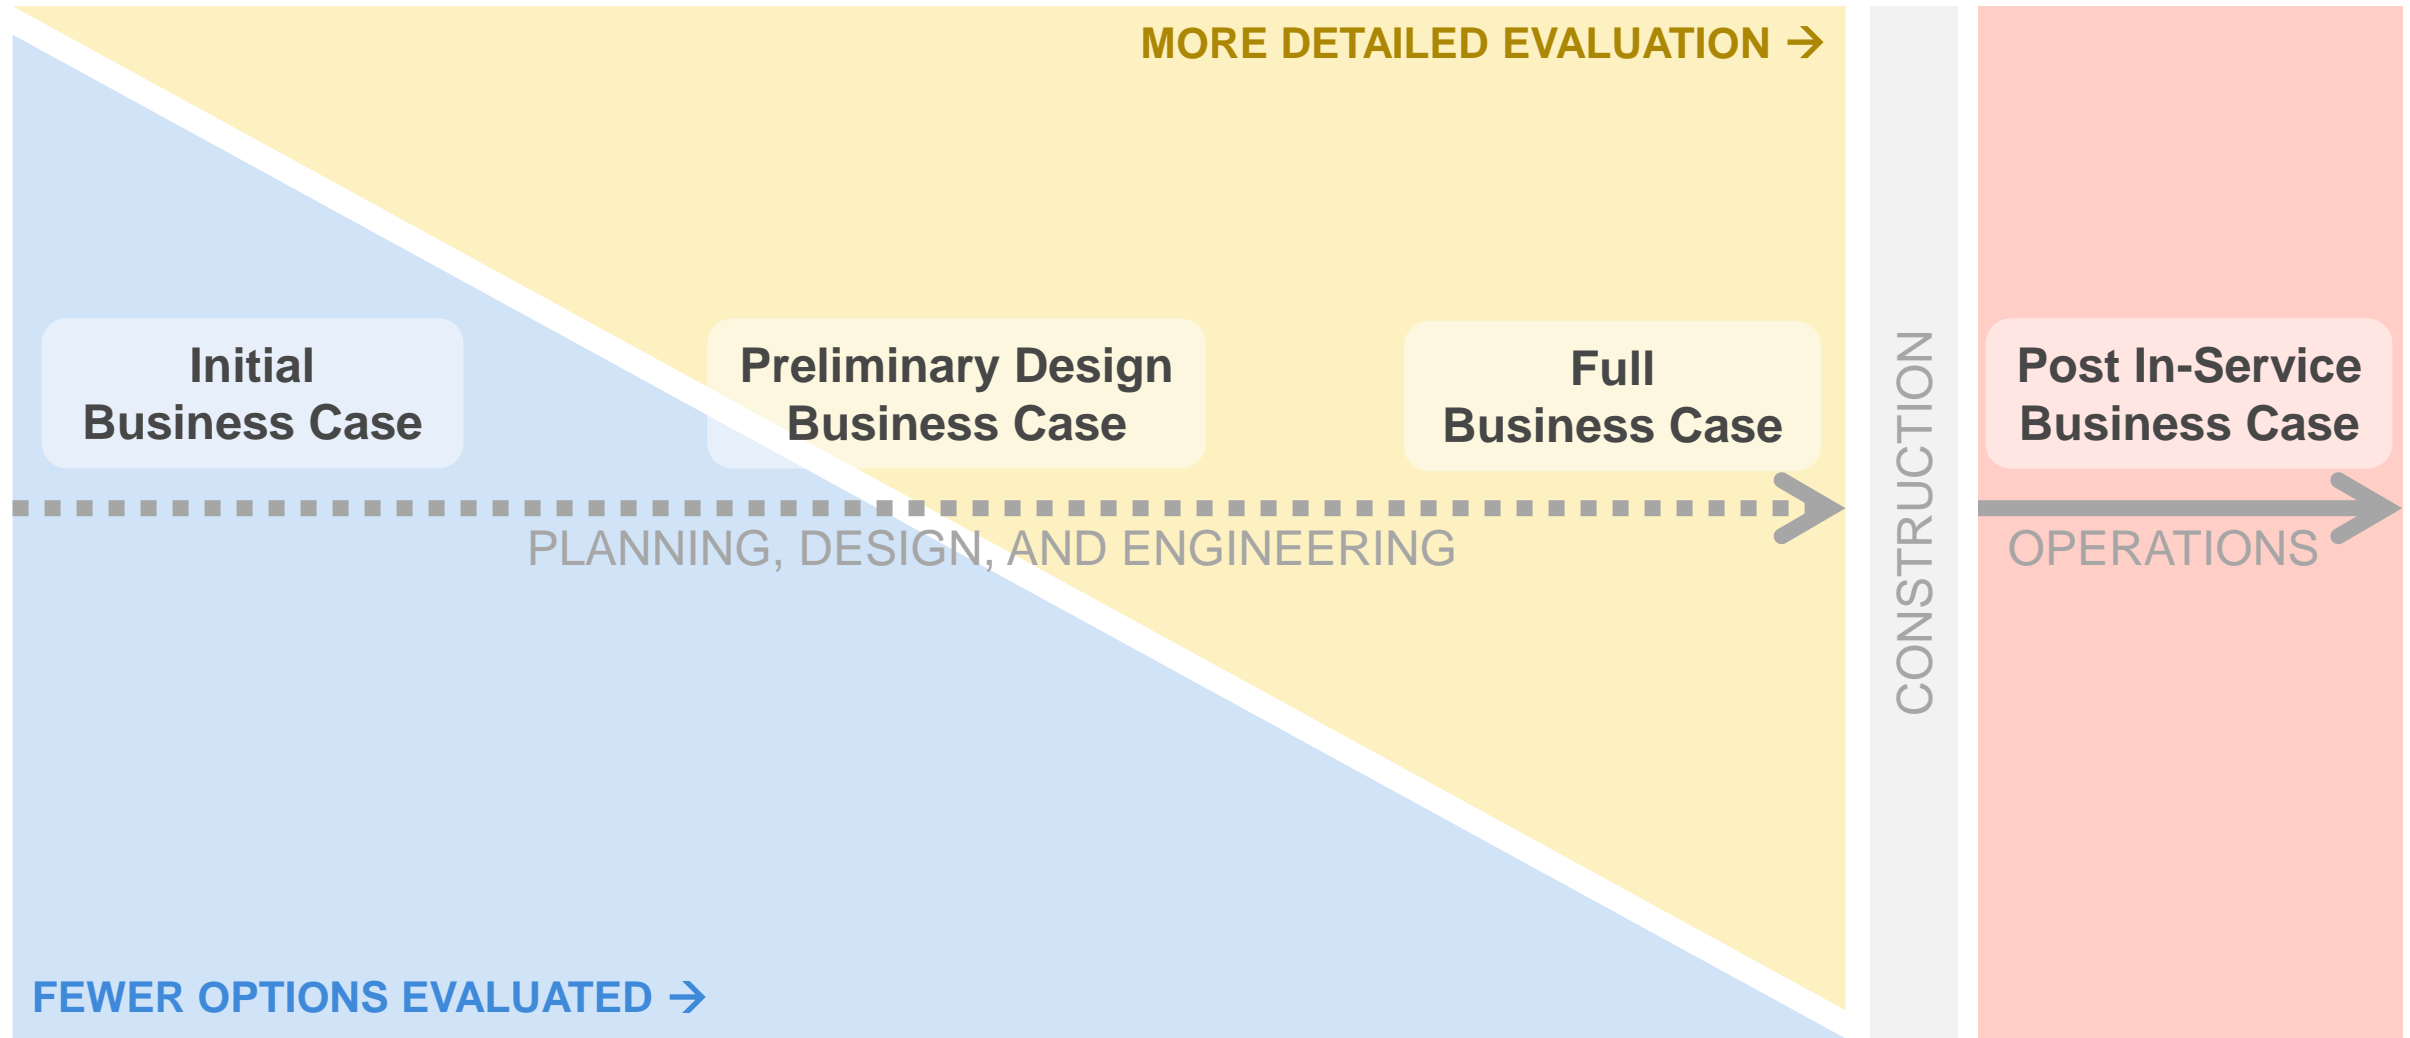 MORE DETAILED EVALUATION →
Initial
Business Case
Preliminary Design
Business Case
Full
Business Case
Post In-Service
Business Case
PLANNING, DESIGN, AND ENGINEERING
CONSTRUCTION
OPERATIONS
FEWER OPTIONS EVALUATED →